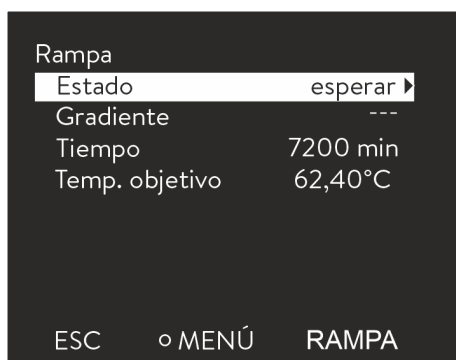 Rampa
Estado esperar
Gradiente ---
Tiempo 7200 min
Temp. objetivo 62,40°C
ESC MENÚ RAMPA